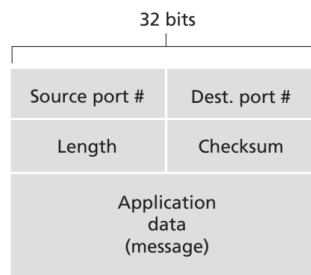 32 bits
Source port #
Dest. port #
Length
Checksum
Application
data
(message)